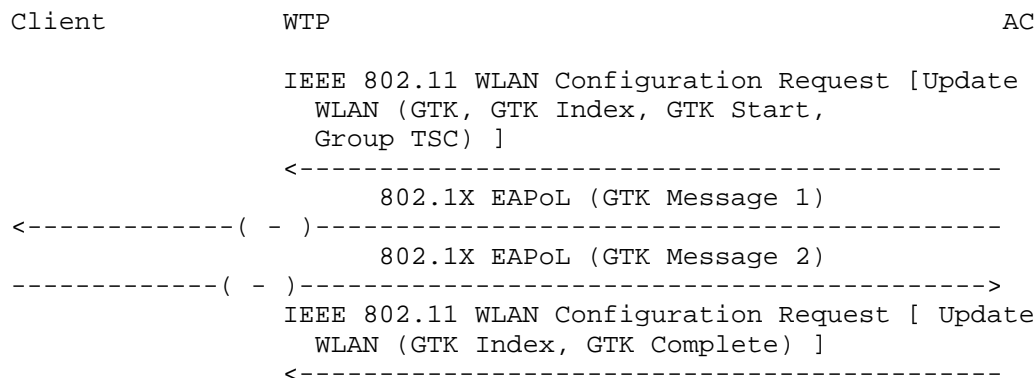 Client           WTP                                           AC
IEEE 802.11 WLAN Configuration Request [Update
WLAN (GTK, GTK Index, GTK Start,
Group TSC) ]
<--------------------------------------------
802.1X EAPoL (GTK Message 1)
<-------------( - )-------------------------------------------
802.1X EAPoL (GTK Message 2)
-------------( - )------------------------------------------->
IEEE 802.11 WLAN Configuration Request [ Update
WLAN (GTK Index, GTK Complete) ]
<--------------------------------------------